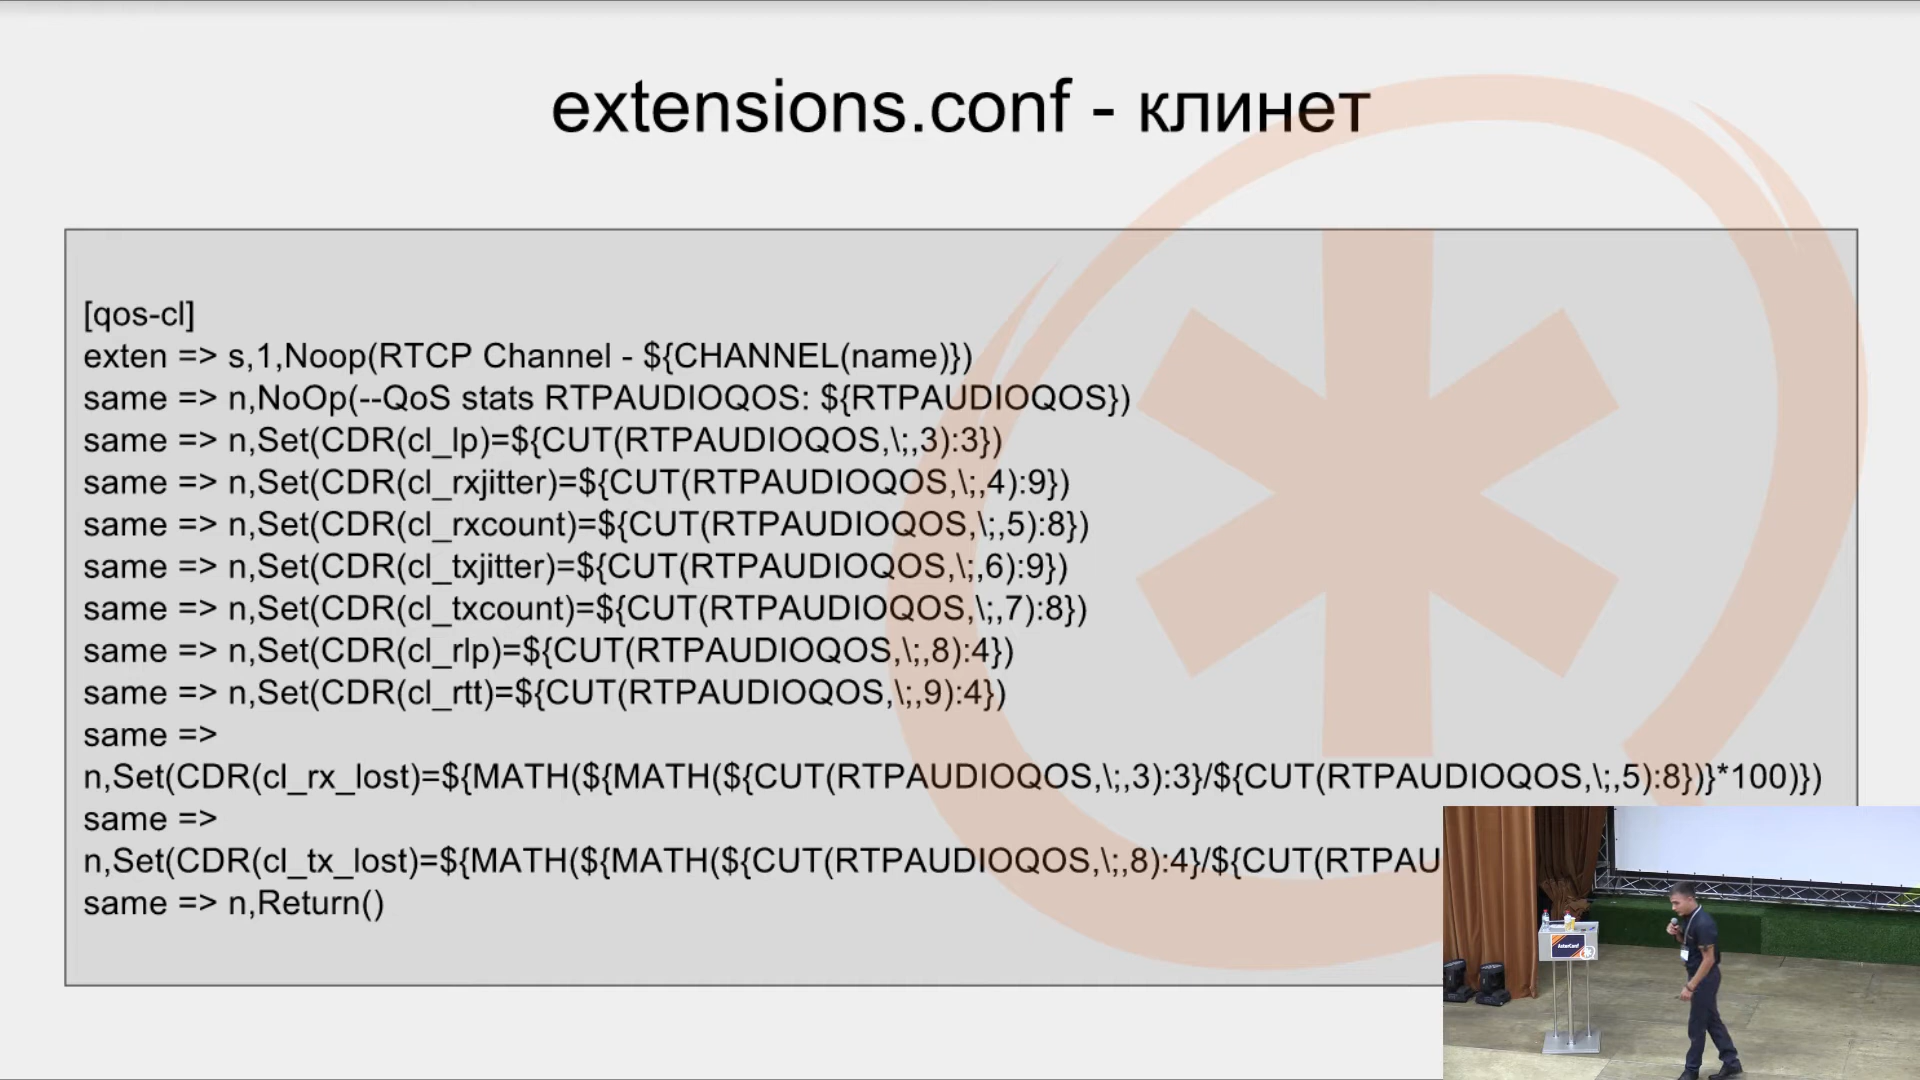 extensions.conf - клинет
[qos-cl]
exten => s,1,Noop(RTCP Channel - ${CHANNEL(name)})
same => n,NoOp(--QoS stats RTPAUDIOQOS: ${RTPAUDIOQOS})
same => n,Set(CDR(cl_lp)=${CUT(RTPAUDIOQOS,\;,3):3})
same => n,Set(CDR(cl_rxjitter)=${CUT(RTPAUDIOQOS,\;,4):9})
same => n,Set(CDR(cl_rxcount)=${CUT(RTPAUDIOQOS,\;,5):8})
same => n,Set(CDR(cl_txjitter)=${CUT(RTPAUDIOQOS,\;,6):9})
same => n,Set(CDR(cl_txcount)=${CUT(RTPAUDIOQOS,\;,7):8})
same => n,Set(CDR(cl_rlp)=${CUT(RTPAUDIOQOS,\;,8):4})
same => n,Set(CDR(cl_rtt)=${CUT(RTPAUDIOQOS,\;,9):4})
same =>
n,Set(CDR(cl_rx_lost)=${MATH(${MATH(${CUT(RTPAUDIOQOS,\;,3):3}/${CUT(RTPAUDIOQOS,\;,5):8})}*100)})
same =>
n,Set(CDR(cl_tx_lost)=${MATH(${MATH(${CUT(RTPAUDIOQOS,\;,8):4}/${CUT(RTPAU
same => n,Return()
AsterConf